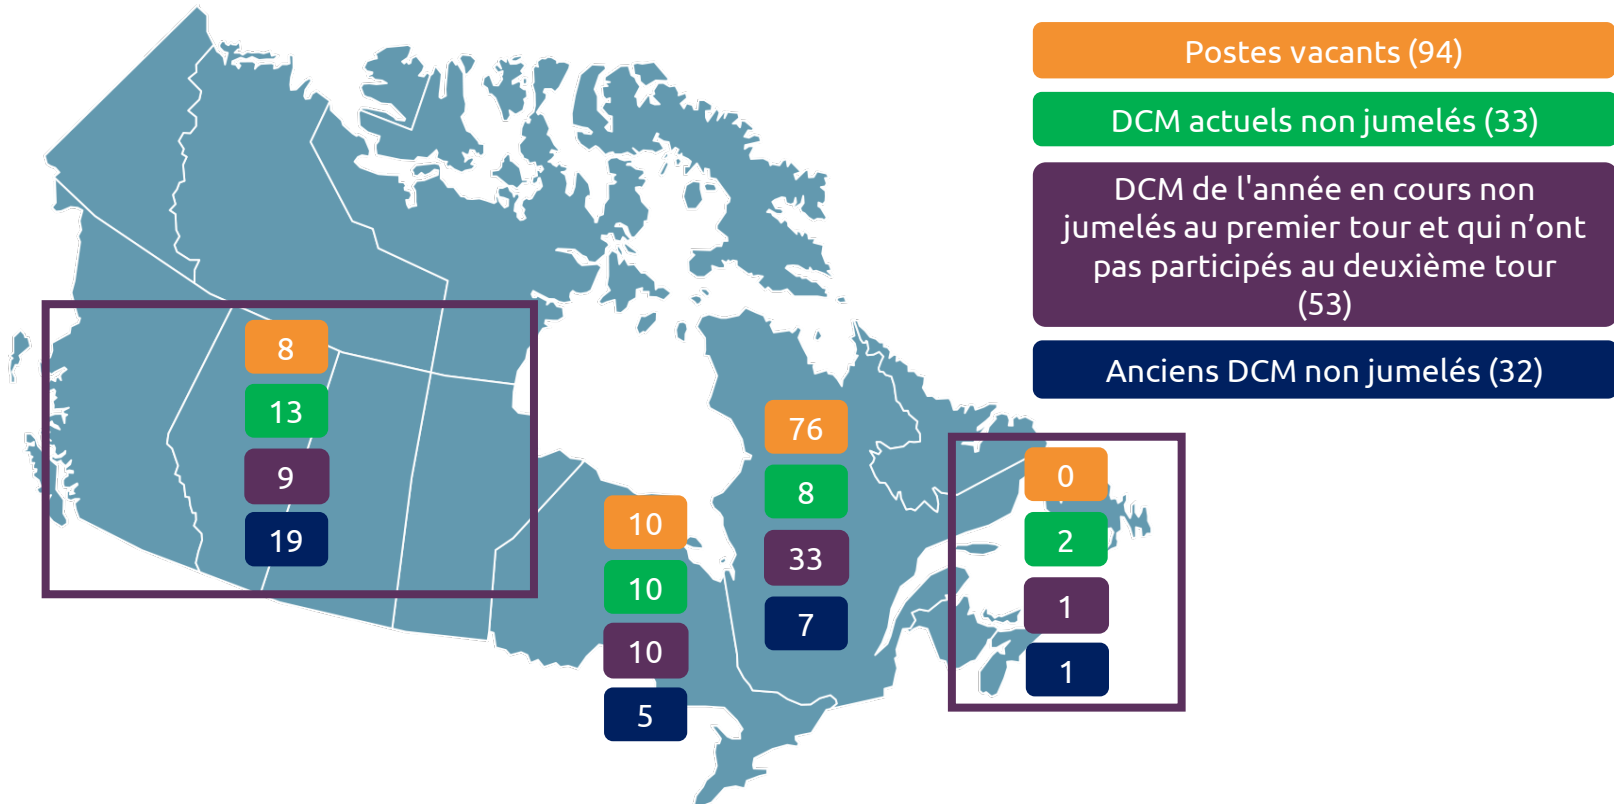 Postes vacants (94)
DCM actuels non jumelés (33)
DCM de l'année en cours non
jumelés au premier tour et qui n’ont
pas participés au deuxième tour
(53)
Anciens DCM non jumelés (32)
8
13
9
19
10
10
10
5
76
8
33
7
0
2
1
1